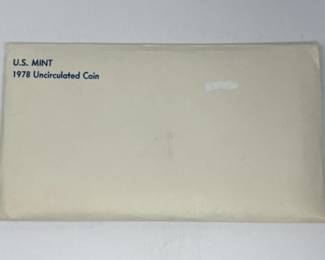 U.S. MINT
1978 Uncirculated Coin